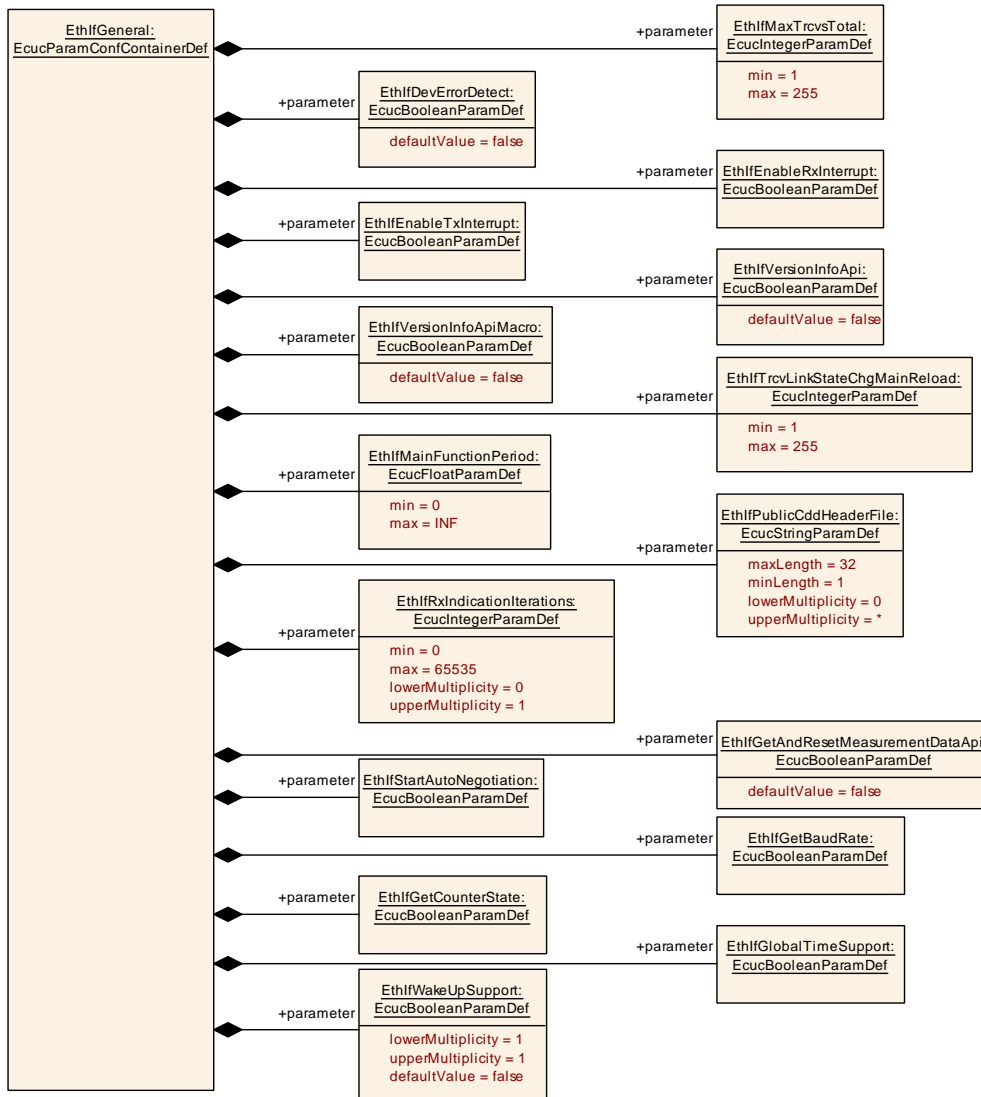 EthIfGeneral:
EcucParamConfContainerDef
+parameter
EthIfMaxTrcvsTotal:
EcucIntegerParamDef
min = 1
max = 255
+parameter
EthIfDevErrorDetect:
EcucBooleanParamDef
defaultValue = false
+parameter
EthIfEnableRxInterrupt:
EcucBooleanParamDef
+parameter
EthIfEnableTxInterrupt:
EcucBooleanParamDef
+parameter
EthIfVersionInfoApi:
EcucBooleanParamDef
defaultValue = false
+parameter
EthIfVersionInfoApiMacro:
EcucBooleanParamDef
defaultValue = false
+parameter
EthIfTrcvLinkStateChgMainReload:
EcucIntegerParamDef
min = 1
max = 255
+parameter
EthIfMainFunctionPeriod:
EcucFloatParamDef
min = 0
max = INF
+parameter
EthIfPublicCddHeaderFile:
EcucStringParamDef
maxLength = 32
minLength = 1
lowerMultiplicity = 0
upperMultiplicity = *
+parameter
EthIfRxIndicationIterations:
EcucIntegerParamDef
min = 0
max = 65535
lowerMultiplicity = 0
upperMultiplicity = 1
+parameter
EthIfGetAndResetMeasurementDataApi
EcucBooleanParamDef
defaultValue = false
+parameter
EthIfStartAutoNegotiation:
EcucBooleanParamDef
+parameter
EthIfGetBaudRate:
EcucBooleanParamDef
+parameter
EthIfGetCounterState:
EcucBooleanParamDef
+parameter
EthIfGlobalTimeSupport:
EcucBooleanParamDef
+parameter
EthIfWakeUpSupport:
EcucBooleanParamDef
lowerMultiplicity = 1
upperMultiplicity = 1
defaultValue = false